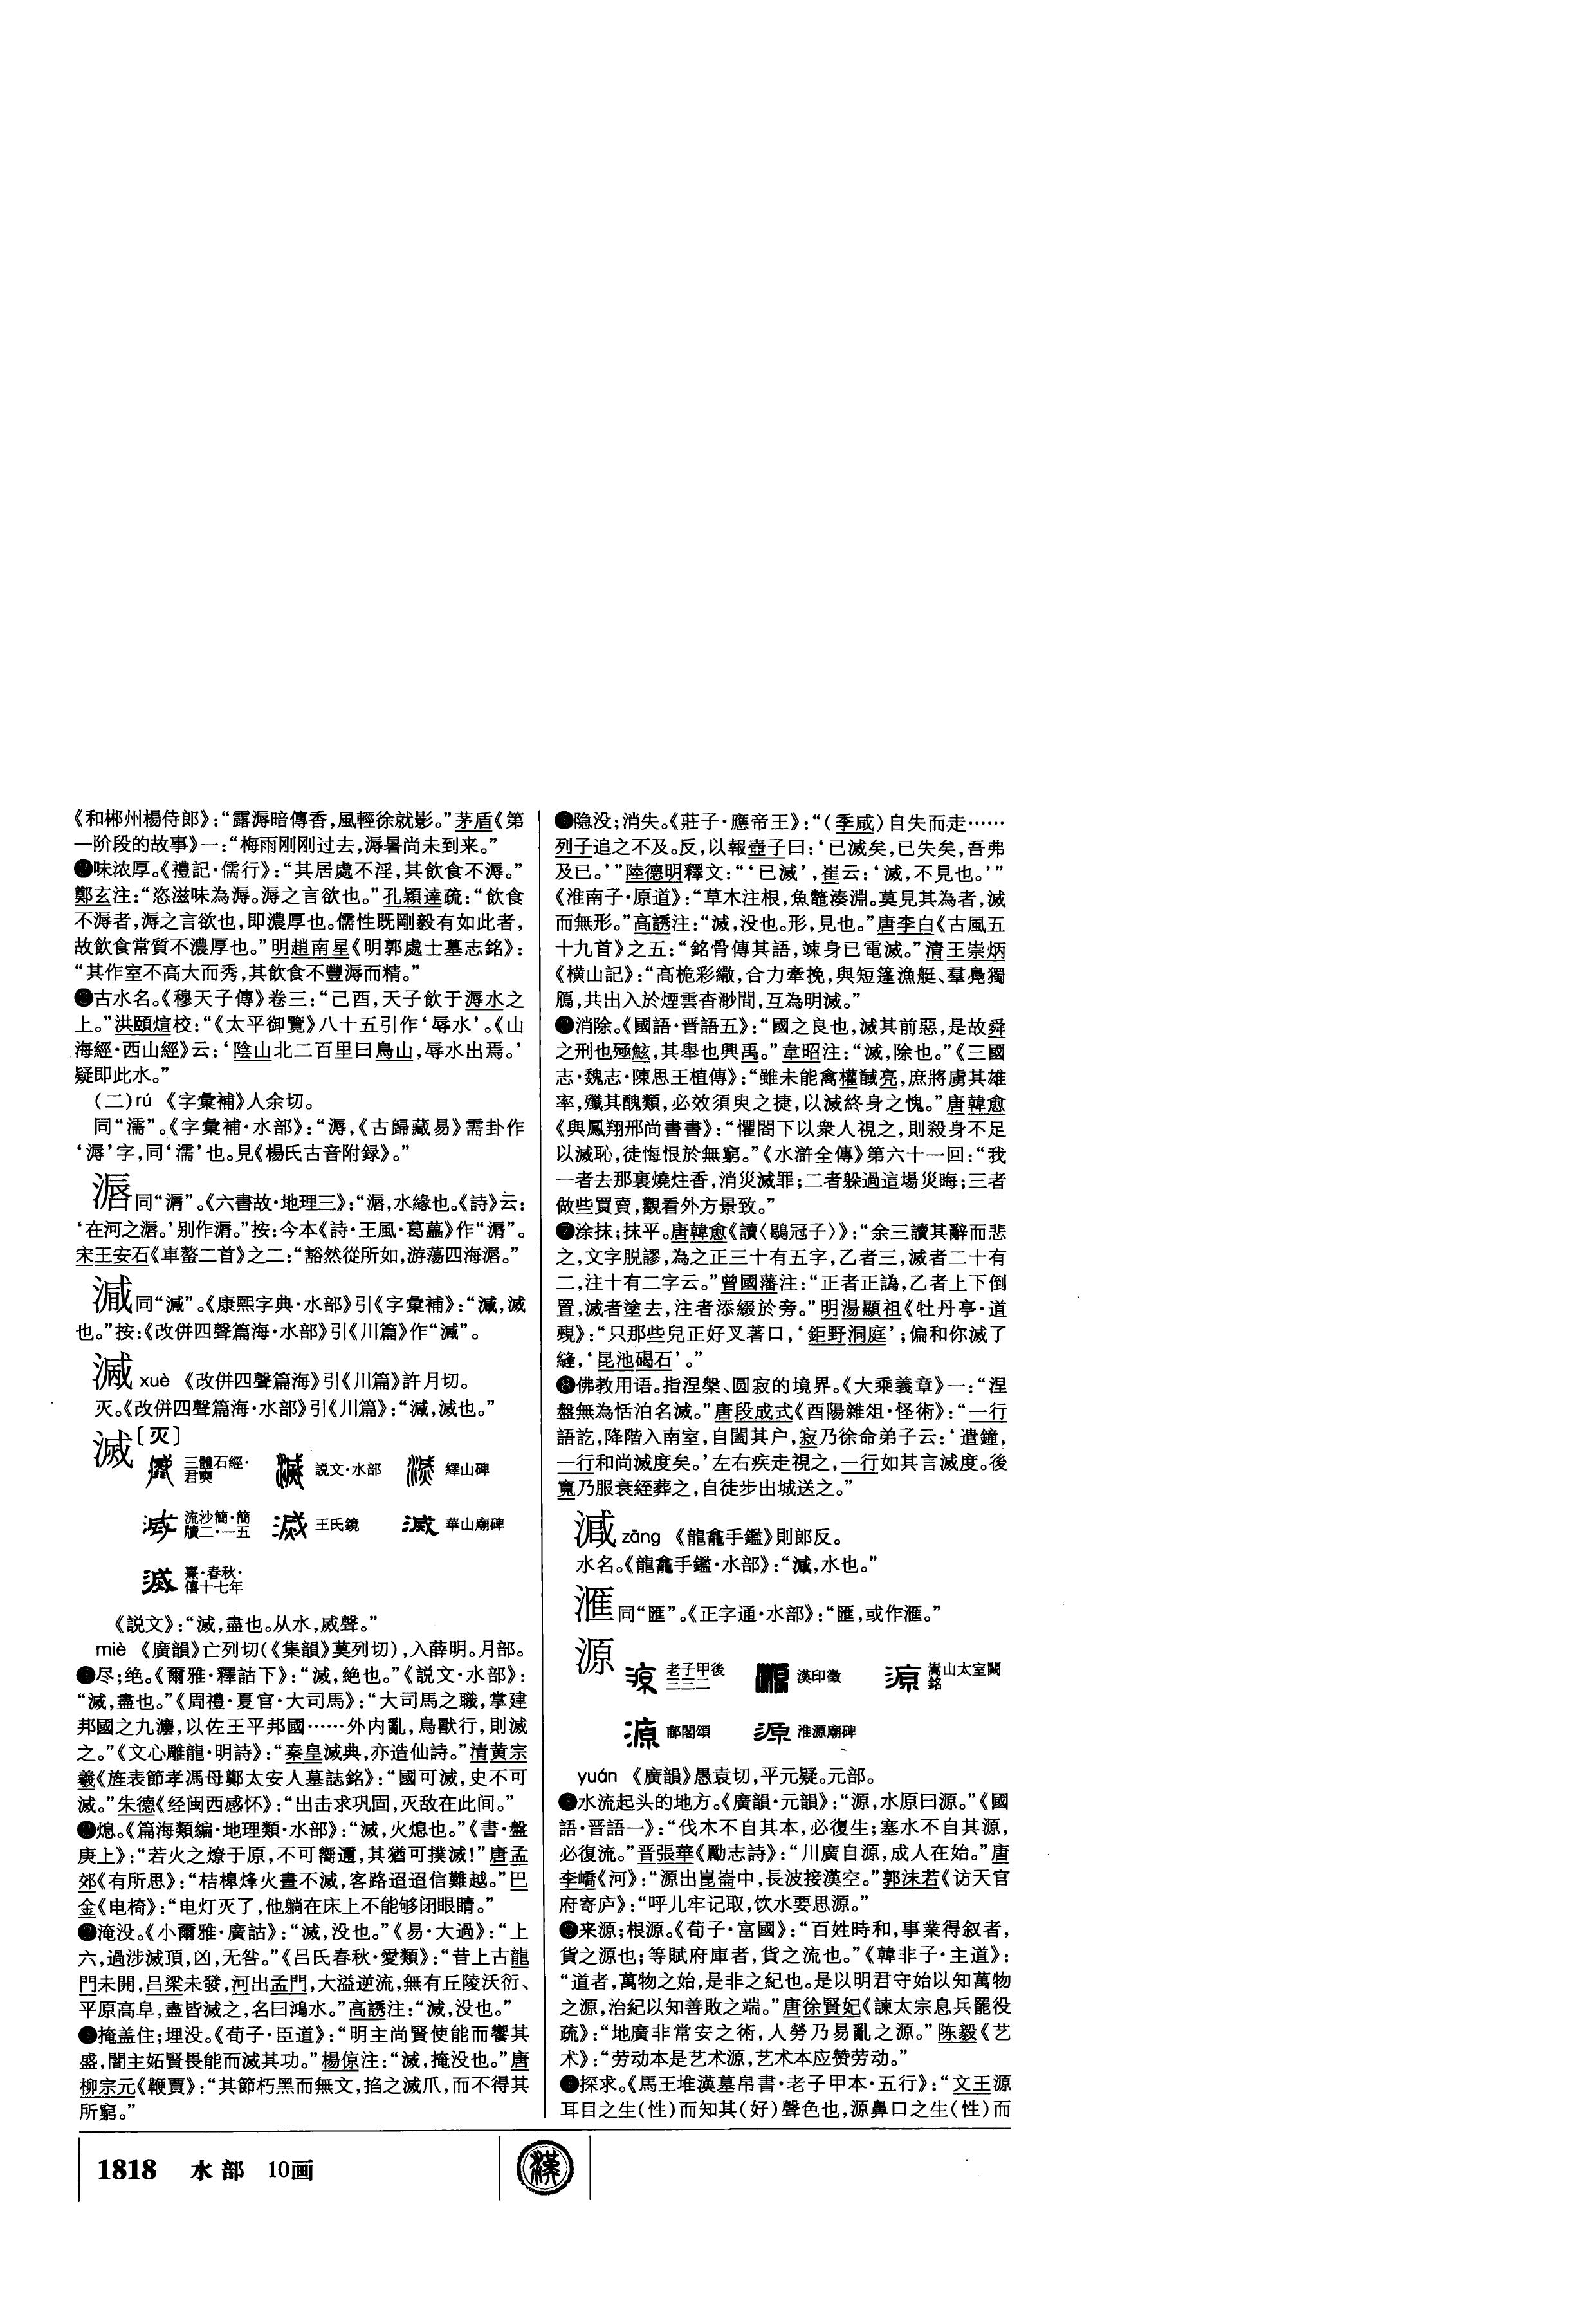 《和郴州楊侍郎》：“露溽暗傳香，風輕徐就影。”茅盾《第
一阶段的故事》一：“梅雨刚刚过去，溽暑尚未到来。”
味浓厚。《禮記·儒行》：“其居處不淫，其飲食不溽。”
鄭玄注：“恣滋味為溽。溽之言欲也。”孔穎達疏：“飲食
不溽者，溽之言欲也，即濃厚也。儒性既剛毅有如此者，
故飲食常質不濃厚也。”明趙南星《明郭處士墓志銘》：
“其作室不高大而秀，其飲食不豐溽而精。”
古水名。《穆天子傳》卷三：“己酉，天子飲于溽水之
上。”洪頤煊校：“《太平御覽》八十五引作‘辱水’。《山
海經·西山經》云：‘陰山北二百里曰鳥山，辱水出焉。’
疑即此水。”
（二）rú 《字彙補》人余切。
同“濡”。《字彙補·水部》：“溽，《古歸藏易》需卦作
‘溽’字，同‘濡’也。見《楊氏古音附録》。”
漘同“漘”。《六書故·地理三》：“，水緣也。《詩》云：
‘在河之。’别作漘。”按：今本《詩·王風·葛藟》作“漘”。
宋王安石《車螯二首》之二：“豁然從所如，游蕩四海。”
同“滅”。《康熙字典·水部》引《字彙補》：“，滅
也。”按：《改併四聲篇海·水部》引《川篇》作“”。
xuè 《改併四聲篇海》引《川篇》許月切。
灭。《改併四聲篇海·水部》引《川篇》：“，滅也。”
滅〔灭〕
三體石經·君奭 説文·水部 繹山碑
流沙簡·簡牘二·一五 王氏鏡 華山廟碑
熹·春秋·僖十七年
《説文》：“滅，盡也。从水，烕聲。”
miè 《廣韻》亡列切（《集韻》莫列切），入薛明。月部。
尽；绝。《爾雅·釋詁下》：“滅，絶也。”《説文·水部》：
“滅，盡也。”《周禮·夏官·大司馬》：“大司馬之職，掌建
邦國之九灋，以佐王平邦國……外内亂，鳥獸行，則滅
之。”《文心雕龍·明詩》：“秦皇滅典，亦造仙詩。”清黄宗
羲《旌表節孝馮母鄭太安人墓誌銘》：“國可滅，史不可
滅。”朱德《经闽西感怀》：“出击求巩固，灭敌在此间。”
熄。《篇海類編·地理類·水部》：“滅，火熄也。”《書·盤
庚上》：“若火之燎于原，不可嚮邇，其猶可撲滅！”唐孟
郊《有所思》：“桔槔烽火晝不滅，客路迢迢信難越。”巴
金《电椅》：“电灯灭了，他躺在床上不能够闭眼睛。”
淹没。《小爾雅·廣詁》：“滅，没也。”《易·大過》：“上
六，過涉滅頂，凶，无咎。”《吕氏春秋·愛類》：“昔上古龍
門未開，吕梁未發，河出孟門，大溢逆流，無有丘陵沃衍、
平原高阜，盡皆滅之，名曰鴻水。”高誘注：“滅，没也。”
掩盖住；埋没。《荀子·臣道》：“明主尚賢使能而饗其
盛，闇主妬賢畏能而滅其功。”楊倞注：“滅，掩没也。”唐
柳宗元《鞭賈》：“其節朽黑而無文，掐之滅爪，而不得其
所窮。”
隐没；消失。《莊子·應帝王》：“（季咸）自失而走……
列子追之不及。反，以報壺子曰：‘已滅矣，已失矣，吾弗
及已。’”陸德明釋文：“‘已滅’，崔云：‘滅，不見也。’”
《淮南子·原道》：“草木注根，魚鼈湊淵。莫見其為者，滅
而無形。”高誘注：“滅，没也。形，見也。”唐李白《古風五
十九首》之五：“銘骨傳其語，竦身已電滅。”清王崇炳
《横山記》：“高桅彩繳，合力牽挽，與短篷漁艇、羣鳧獨
鴈，共出入於煙雲杳渺間，互為明滅。”
消除。《國語·晋語五》：“國之良也，滅其前惡，是故舜
之刑也殛鮌，其舉也興禹。”韋昭注：“滅，除也。”《三國
志·魏志·陳思王植傳》：“雖未能禽權馘亮，庶將虜其雄
率，殲其醜類，必效須臾之捷，以滅終身之愧。”唐韓愈
《與鳳翔邢尚書書》：“懼閤下以衆人視之，則殺身不足
以滅恥，徒悔恨於無窮。”《水滸全傳》第六十一回：“我
一者去那裏燒炷香，消災滅罪；二者躲過這場災晦；三者
做些買賣，觀看外方景致。”
❼涂抹；抹平。唐韓愈《讀〈鶡冠子〉》：“余三讀其辭而悲
之，文字脱謬，為之正三十有五字，乙者三，滅者二十有
二，注十有二字云。”曾國藩注：“正者正譌，乙者上下倒
置，滅者塗去，注者添綴於旁。”明湯顯祖《牡丹亭·道
覡》：“只那些兒正好叉著口，‘鉅野洞庭’；偏和你滅了
縫，‘昆池碣石’。”
❽佛教用语。指涅槃、圆寂的境界。《大乘義章》一：“涅
盤無為恬泊名滅。”唐段成式《酉陽雜俎·怪術》：“一行
語訖，降階入南室，自闔其户，寂乃徐命弟子云：‘遣鐘，
一行和尚滅度矣。’左右疾走視之，一行如其言滅度。後
寬乃服衰絰葬之，自徒步出城送之。”
zāng 《龍龕手鑑》則郎反。
水名。《龍龕手鑑·水部》：“，水也。”
滙同“匯”。《正字通·水部》：“匯，或作滙。”
源
老子甲後三三二 漢印徵 嵩山太室闕銘
郙閣頌 淮源廟碑
yuán 《廣韻》愚袁切，平元疑。元部。
水流起头的地方。《廣韻·元韻》：“源，水原曰源。”《國
語·晋語一》：“伐木不自其本，必復生；塞水不自其源，
必復流。”晋張華《勵志詩》：“川廣自源，成人在始。”唐
李嶠《河》：“源出崑崙中，長波接漢空。”郭沫若《访天官
府寄庐》：“呼儿牢记取，饮水要思源。”
来源；根源。《荀子·富國》：“百姓時和，事業得叙者，
貨之源也；等賦府庫者，貨之流也。”《韓非子·主道》：
“道者，萬物之始，是非之紀也。是以明君守始以知萬物
之源，治紀以知善敗之端。”唐徐賢妃《諫太宗息兵罷役
疏》：“地廣非常安之術，人勞乃易亂之源。”陈毅《艺
术》：“劳动本是艺术源，艺术本应赞劳动。”
探求。《馬王堆漢墓帛書·老子甲本·五行》：“文王源
耳目之生（性）而知其（好）聲色也，源鼻口之生（性）而
1818 水部 10画
漢